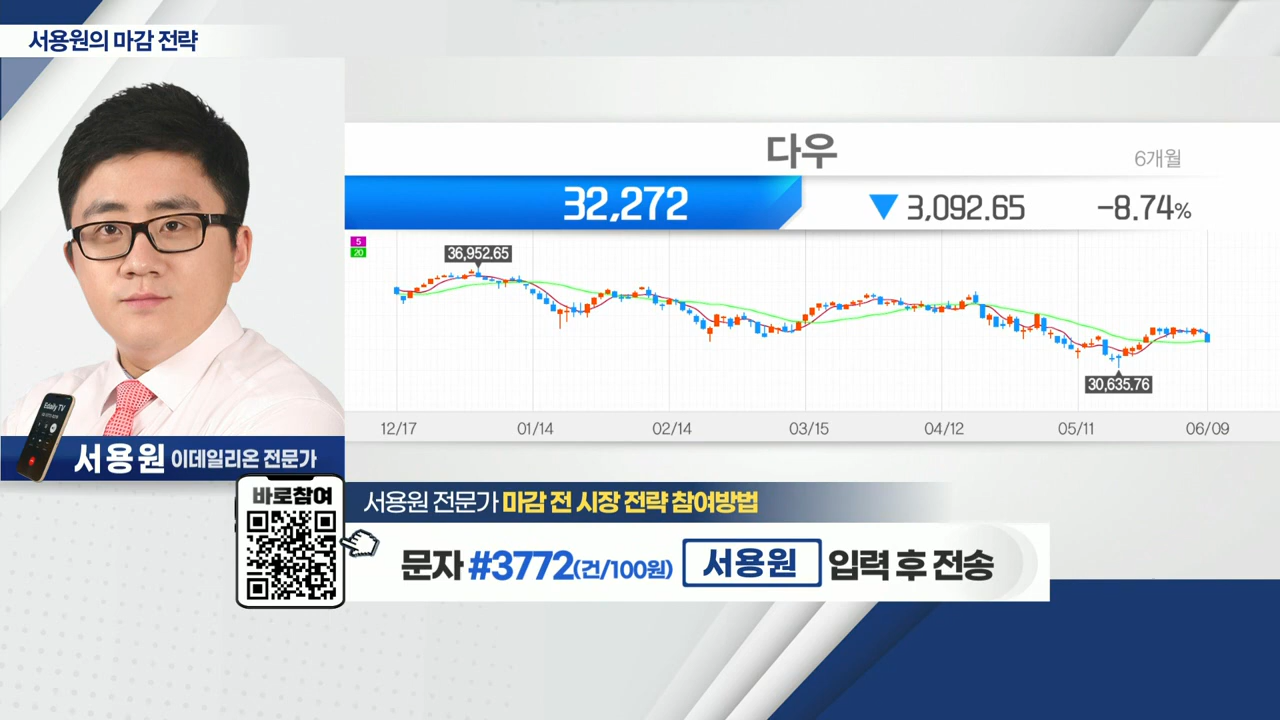 서용원의 마감 전략
다우
6개월
32,272
▼ 3,092.65
-8.74%
5
20
36,952.65
30,635.76
12/17 01/14 02/14 03/15 04/12 05/11 06/09
Edaily TV
서용원 이데일리온 전문가
바로참여
서용원 전문가 마감 전 시장 전략 참여방법
문자 #3772(건/100원) 서용원 입력 후 전송